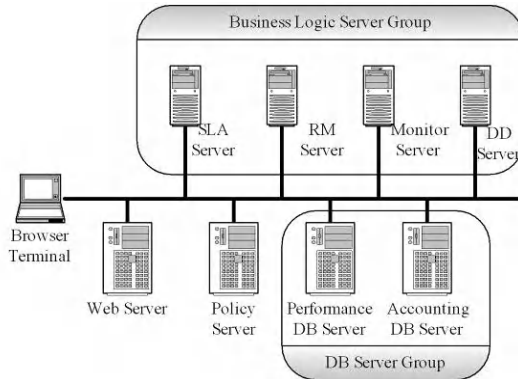 Business Logic Server Group
SLA
Server
RM
Server
Monitor
Server
DD
Server
Browser
Terminal
Web Server
Policy
Server
Performance
DB Server
Accounting
DB Server
DB Server Group